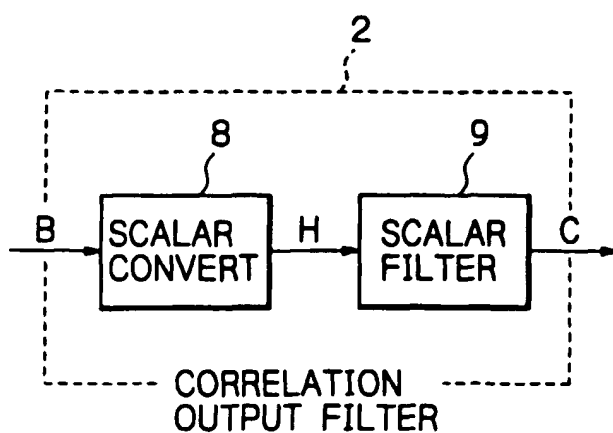 2
8
9
B
SCALAR
CONVERT
H
SCALAR
FILTER
C
CORRELATION
OUTPUT FILTER